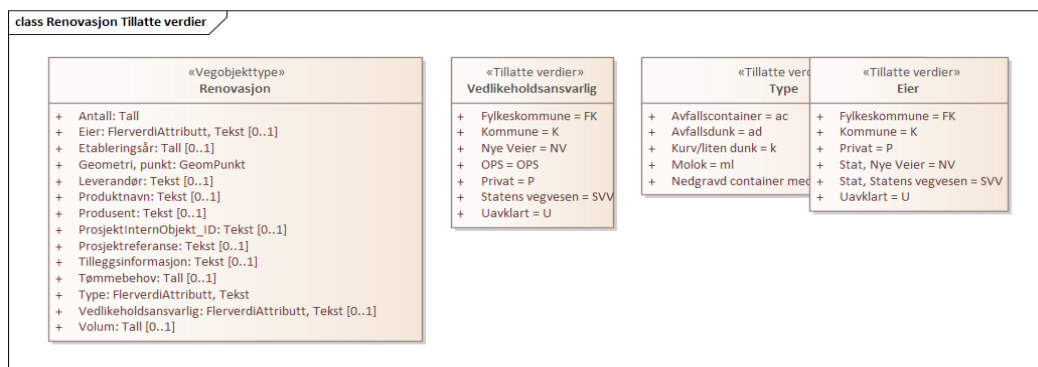 class Renovasjon Tillatte verdier
«Vegobjekttype»
Renovasjon
+ Antall: Tall
+ Eier: FlerverdiAttributt, Tekst [0..1]
+ Etableringsår: Tall [0..1]
+ Geometri, punkt: GeomPunkt
+ Leverandør: Tekst [0..1]
+ Produktnavn: Tekst [0..1]
+ Produsent: Tekst [0..1]
+ ProsjektInternObjekt_ID: Tekst [0..1]
+ Prosjektreferanse: Tekst [0..1]
+ Tilleggsinformasjon: Tekst [0..1]
+ Tømmebehov: Tall [0..1]
+ Type: FlerverdiAttributt, Tekst
+ Vedlikeholdsansvarlig: FlerverdiAttributt, Tekst [0..1]
+ Volum: Tall [0..1]
«Tillatte verdier»
Vedlikeholdsansvarlig
+ Fylkeskommune = FK
+ Kommune = K
+ Nye Veier = NV
+ OPS = OPS
+ Privat = P
+ Statens vegvesen = SVV
+ Uavklart = U
«Tillatte verd
Type
+ Avfallscontainer = ac
+ Avfallsdunk = ad
+ Kurv/liten dunk = k
+ Molok = ml
+ Nedgravd container med
«Tillatte verdier»
Eier
+ Fylkeskommune = FK
+ Kommune = K
+ Privat = P
+ Stat, Nye Veier = NV
+ Stat, Statens vegvesen = SVV
+ Uavklart = U